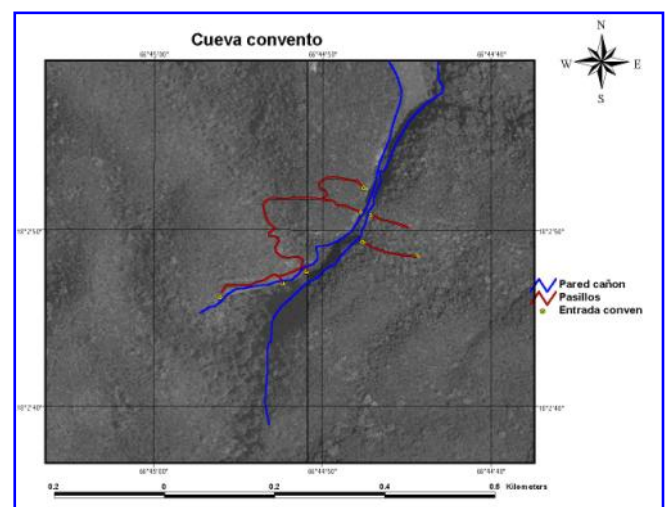 N
Cueva convento
W E
S
66°45'00" 66°44'50" 66°44'40"
18°2'50" 18°2'50"
Pared cañon
Pasillos
Entrada conven
18°2'40" 18°2'40"
66°45'00" 66°44'50" 66°44'40"
0.2 0 0.2 0.4 0.6 Kilometers